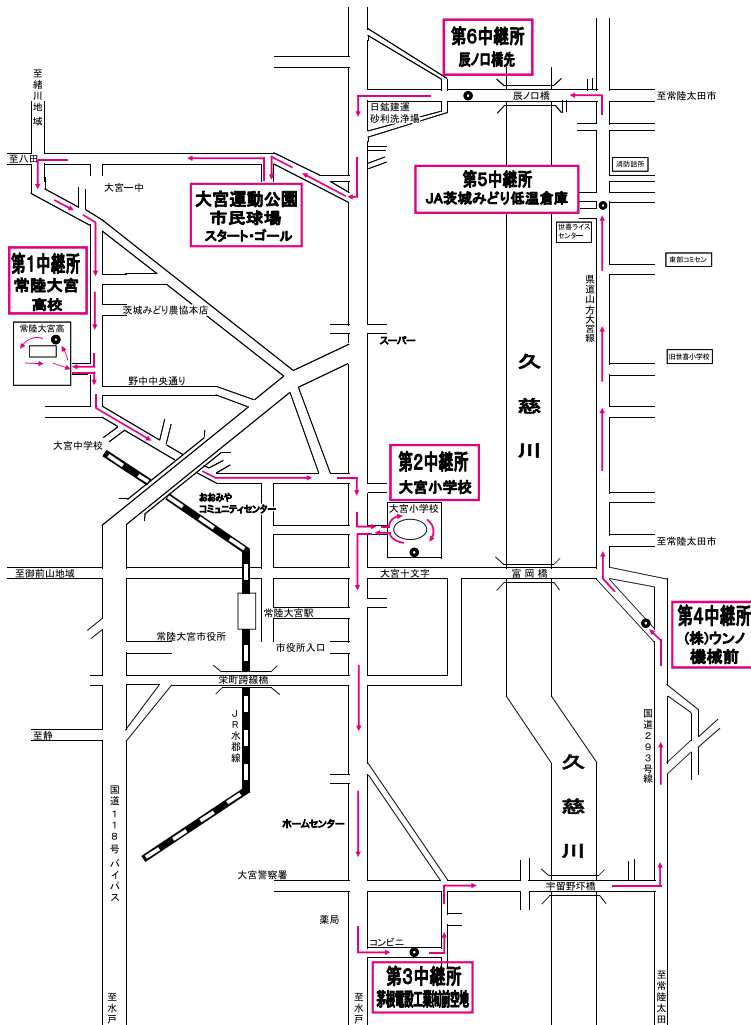 第6中継所
辰ノ口橋先
至緒川地域
日鉱建運
砂利洗浄場
辰ノ口橋
至常陸太田市
至八田
大宮一中
消防詰所
第5中継所
JA茨城みどり低温倉庫
大宮運動公園
市民球場
スタート・ゴール
世喜ライス
センター
第1中継所
常陸大宮
高校
東部コミセン
県道山方大宮線
茨城みどり農協本店
常陸大宮高
スーパー
久慈川
旧世喜小学校
野中中央通り
大宮中学校
第2中継所
大宮小学校
おおみや
コミュニティセンター
大宮小学校
至常陸太田市
至御前山地域
大宮十文字
富岡橋
常陸大宮駅
第4中継所
(株)ウンノ
機械前
常陸大宮市役所
市役所入口
栄町跨線橋
JR水郡線
国道293号線
至静
久慈川
国道118号バイパス
ホームセンター
大宮警察署
宇留野圷橋
薬局
コンビニ
第3中継所
茅根電設工業㈲前空地
至水戸
至水戸
至常陸太田